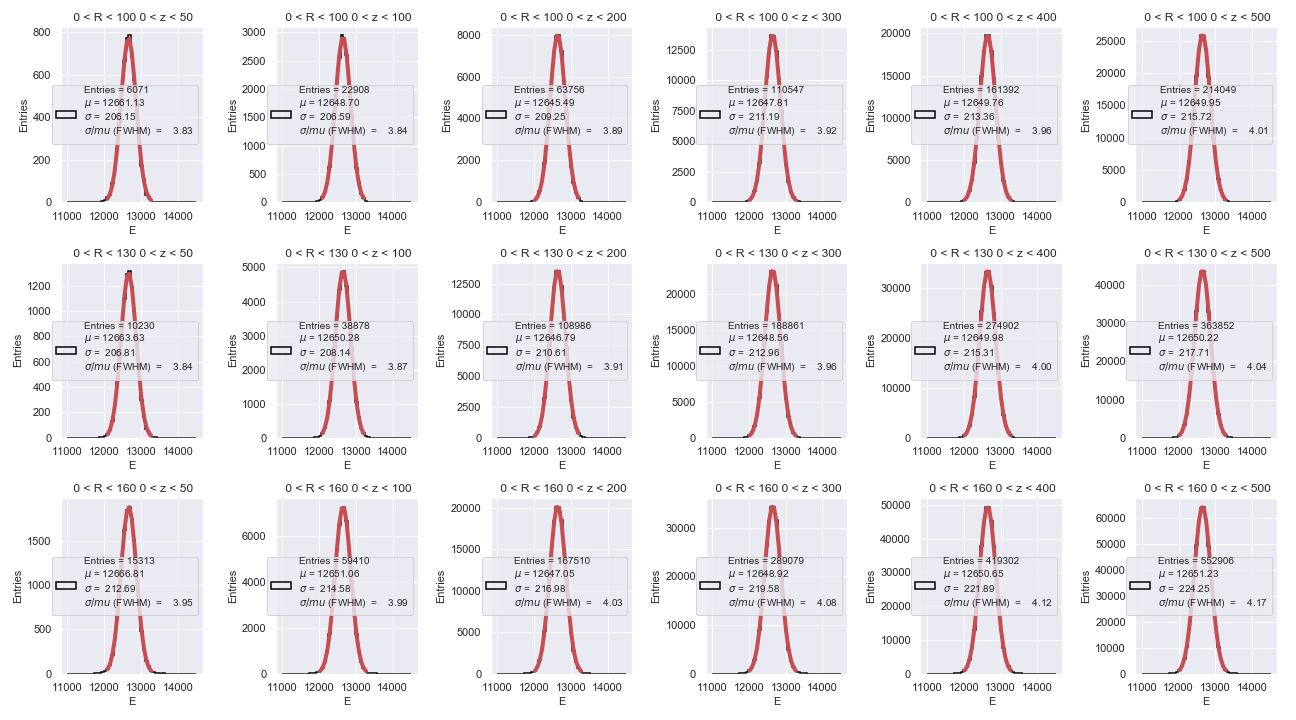 0 < R < 100 0 < z < 50
Entries
800
600
400
200
0
Entries = 6071
μ = 12661.13
σ = 206.15
σ/mu (FWHM) = 3.83
11000 12000 13000 14000
E
0 < R < 100 0 < z < 100
Entries
3000
2500
2000
1500
1000
500
0
Entries = 22908
μ = 12648.70
σ = 206.59
σ/mu (FWHM) = 3.84
11000 12000 13000 14000
E
0 < R < 100 0 < z < 200
Entries
8000
6000
4000
2000
0
Entries = 63756
μ = 12645.49
σ = 209.25
σ/mu (FWHM) = 3.89
11000 12000 13000 14000
E
0 < R < 100 0 < z < 300
Entries
12500
10000
7500
5000
2500
0
Entries = 110547
μ = 12647.81
σ = 211.19
σ/mu (FWHM) = 3.92
11000 12000 13000 14000
E
0 < R < 100 0 < z < 400
Entries
20000
15000
10000
5000
0
Entries = 161392
μ = 12649.76
σ = 213.36
σ/mu (FWHM) = 3.96
11000 12000 13000 14000
E
0 < R < 100 0 < z < 500
Entries
25000
20000
15000
10000
5000
0
Entries = 214049
μ = 12649.95
σ = 215.72
σ/mu (FWHM) = 4.01
11000 12000 13000 14000
E
0 < R < 130 0 < z < 50
Entries
1200
1000
800
600
400
200
0
Entries = 10230
μ = 12663.63
σ = 206.81
σ/mu (FWHM) = 3.84
11000 12000 13000 14000
E
0 < R < 130 0 < z < 100
Entries
5000
4000
3000
2000
1000
0
Entries = 38878
μ = 12650.28
σ = 208.14
σ/mu (FWHM) = 3.87
11000 12000 13000 14000
E
0 < R < 130 0 < z < 200
Entries
12500
10000
7500
5000
2500
0
Entries = 108986
μ = 12646.79
σ = 210.61
σ/mu (FWHM) = 3.91
11000 12000 13000 14000
E
0 < R < 130 0 < z < 300
Entries
20000
15000
10000
5000
0
Entries = 188861
μ = 12648.56
σ = 212.96
σ/mu (FWHM) = 3.96
11000 12000 13000 14000
E
0 < R < 130 0 < z < 400
Entries
30000
20000
10000
0
Entries = 274902
μ = 12649.98
σ = 215.31
σ/mu (FWHM) = 4.00
11000 12000 13000 14000
E
0 < R < 130 0 < z < 500
Entries
40000
30000
20000
10000
0
Entries = 363852
μ = 12650.22
σ = 217.71
σ/mu (FWHM) = 4.04
11000 12000 13000 14000
E
0 < R < 160 0 < z < 50
Entries
1500
1000
500
0
Entries = 15313
μ = 12666.81
σ = 212.69
σ/mu (FWHM) = 3.95
11000 12000 13000 14000
E
0 < R < 160 0 < z < 100
Entries
6000
4000
2000
0
Entries = 59410
μ = 12651.06
σ = 214.58
σ/mu (FWHM) = 3.99
11000 12000 13000 14000
E
0 < R < 160 0 < z < 200
Entries
20000
15000
10000
5000
0
Entries = 167510
μ = 12647.05
σ = 216.98
σ/mu (FWHM) = 4.03
11000 12000 13000 14000
E
0 < R < 160 0 < z < 300
Entries
30000
20000
10000
0
Entries = 289079
μ = 12648.92
σ = 219.58
σ/mu (FWHM) = 4.08
11000 12000 13000 14000
E
0 < R < 160 0 < z < 400
Entries
50000
40000
30000
20000
10000
0
Entries = 419302
μ = 12650.65
σ = 221.89
σ/mu (FWHM) = 4.12
11000 12000 13000 14000
E
0 < R < 160 0 < z < 500
Entries
60000
50000
40000
30000
20000
10000
0
Entries = 552906
μ = 12651.23
σ = 224.25
σ/mu (FWHM) = 4.17
11000 12000 13000 14000
E